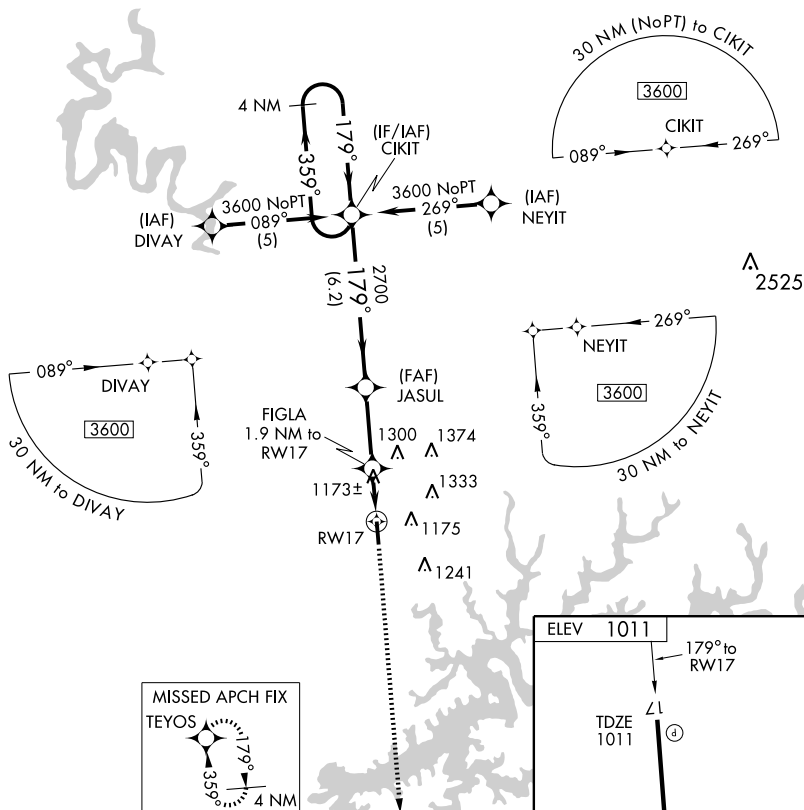 30 NM (NoPT) to CIKIT
3600
CIKIT
089°
269°
4 NM
179°
359°
(IF/IAF)
CIKIT
3600 NoPT
089°
(5)
(IAF)
DIVAY
3600 NoPT
269°
(5)
(IAF)
NEYIT
2525
2700
179°
(6.2)
089°
DIVAY
3600
359°
30 NM to DIVAY
269°
NEYIT
3600
359°
30 NM to NEYIT
(FAF)
JASUL
FIGLA
1.9 NM to
RW17
1300
1374
1173±
1333
RW17
1175
1241
MISSED APCH FIX
TEYOS
179°
359°
4 NM
ELEV 1011
179° to
RW17
17
TDZE
1011
P